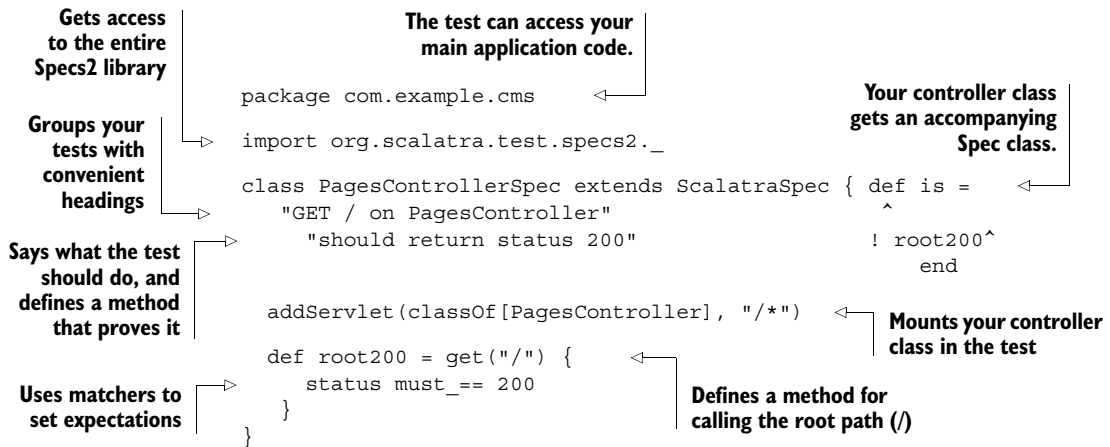 Gets access
to the entire
Specs2 library
The test can access your
main application code.
package com.example.cms
Your controller class
gets an accompanying
Spec class.
Groups your
tests with
convenient
headings
import org.scalatra.test.specs2._
class PagesControllerSpec extends ScalatraSpec { def is =
"GET / on PagesController" ^
"should return status 200" ! root200^
end
Says what the test
should do, and
defines a method
that proves it
addServlet(classOf[PagesController], "/*")
Mounts your controller
class in the test
def root200 = get("/") {
status must_== 200
}
}
Uses matchers to
set expectations
Defines a method for
calling the root path (/)